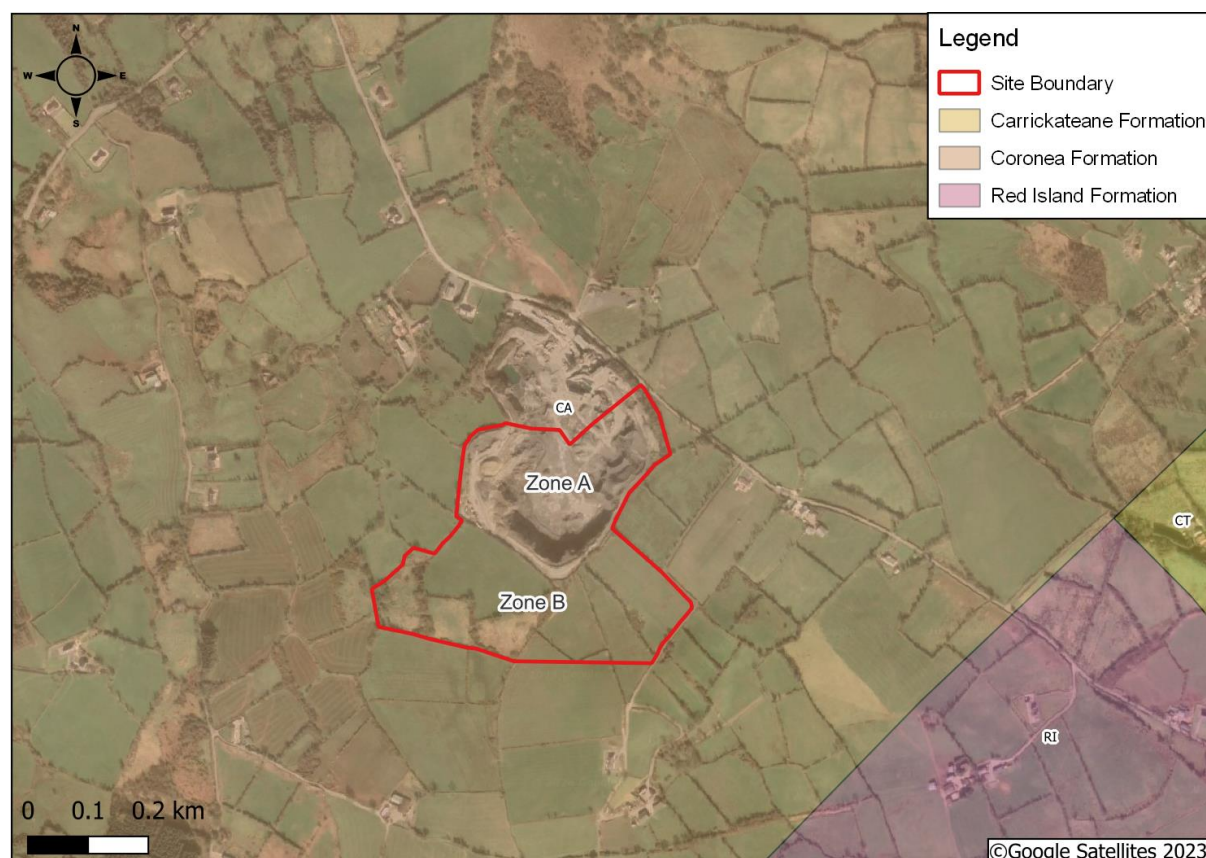 N
W E
S
Legend
Site Boundary
Carrickateane Formation
Coronea Formation
Red Island Formation
CA
Zone A
CT
Zone B
RI
0 0.1 0.2 km
©Google Satellites 2023